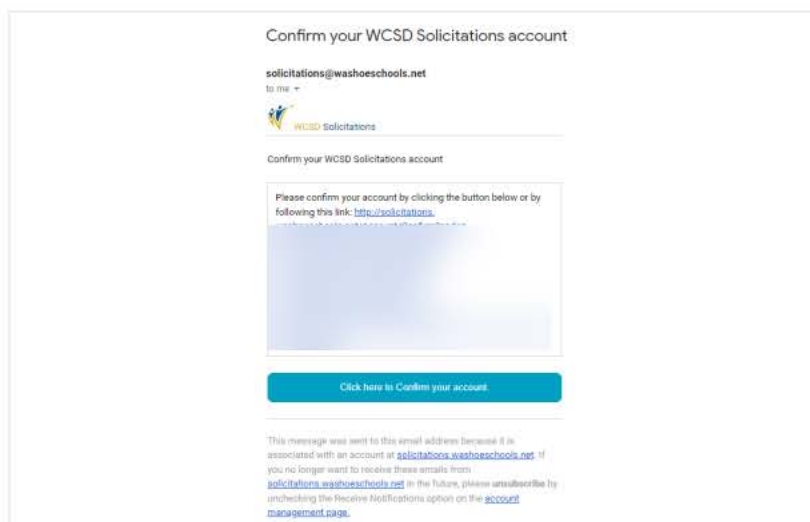 Confirm your WCSD Solicitations account
solicitations@washoeschools.net
to me
WCSD Solicitations
Confirm your WCSD Solicitations account
Please confirm your account by clicking the button below or by
following this link: http://solicitations.
Click here to Confirm your account
This message was sent to this email address because it is
associated with an account at solicitations.washoeschools.net. If
you no longer want to receive these emails from
solicitations.washoeschools.net in the future, please unsubscribe by
unchecking the Receive Notifications option on the account
management page.